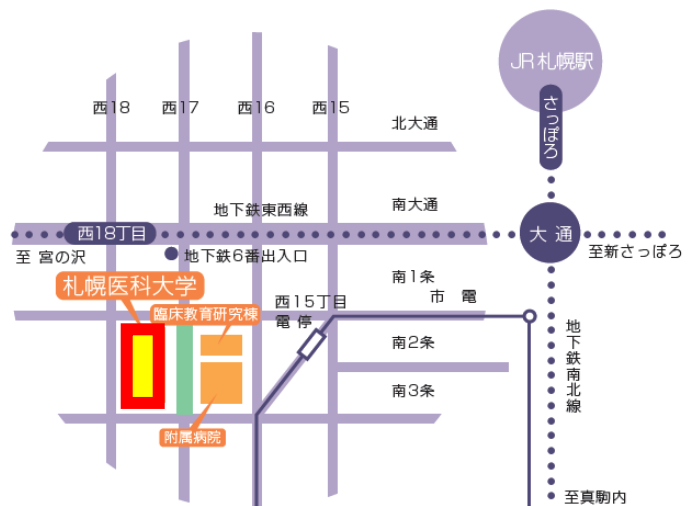 JR札幌駅
さっぽろ
西18
西17
西16
西15
北大通
地下鉄東西線
南大通
西18丁目
大通
至 宮の沢
地下鉄6番出入口
至新さっぽろ
札幌医科大学
南1条
西15丁目
電停
市 電
臨床教育研究棟
南2条
地下鉄南北線
南3条
附属病院
至真駒内